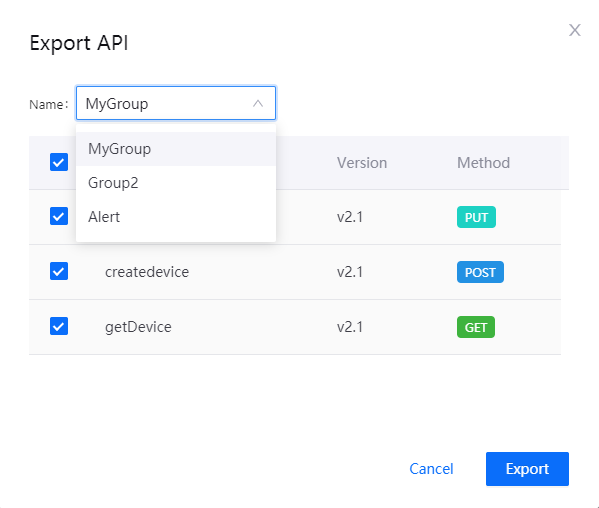 Export API
Name: MyGroup
MyGroup
Version
Method
Group2
Alert
v2.1
PUT
createdevice
v2.1
POST
getDevice
v2.1
GET
Cancel
Export